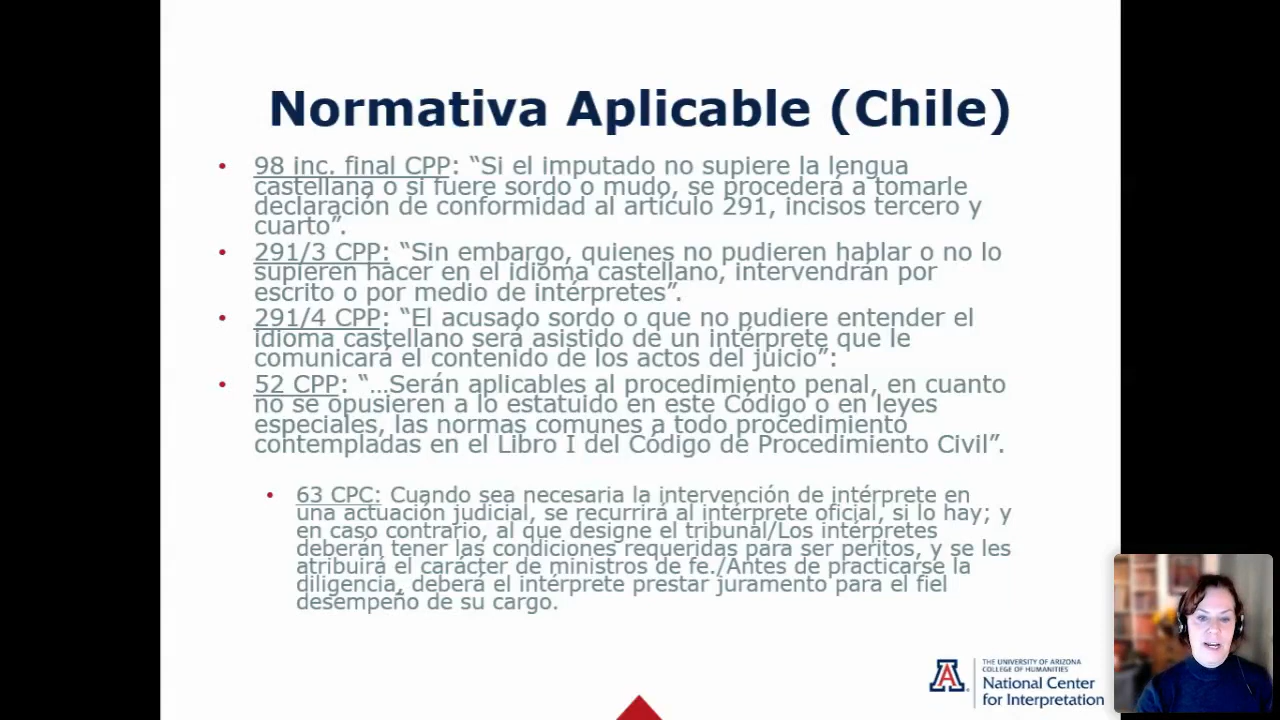 Normativa Aplicable (Chile)
• 98 inc. final CPP: “Si el imputado no supiere la lengua
castellana o si fuere sordo o mudo, se procederá a tomarle
declaración de conformidad al artículo 291, incisos tercero y
cuarto”.
• 291/3 CPP: “Sin embargo, quienes no pudieren hablar o no lo
supieren hacer en el idioma castellano, intervendrán por
escrito o por medio de intérpretes”.
• 291/4 CPP: “El acusado sordo o que no pudiere entender el
idioma castellano será asistido de un intérprete que le
comunicará el contenido de los actos del juicio”:
• 52 CPP: “…Serán aplicables al procedimiento penal, en cuanto
no se opusieren a lo estatuido en este Código o en leyes
especiales, las normas comunes a todo procedimiento
contempladas en el Libro I del Código de Procedimiento Civil”.
• 63 CPC: Cuando sea necesaria la intervención de intérprete en
una actuación judicial, se recurrirá al intérprete oficial, si lo hay; y
en caso contrario, al que designe el tribunal/Los intérpretes
deberán tener las condiciones requeridas para ser peritos, y se les
atribuirá el carácter de ministros de fe./Antes de practicarse la
diligencia, deberá el intérprete prestar juramento para el fiel
desempeño de su cargo.
THE UNIVERSITY OF ARIZONA
COLLEGE OF HUMANITIES
National Center
for Interpretation